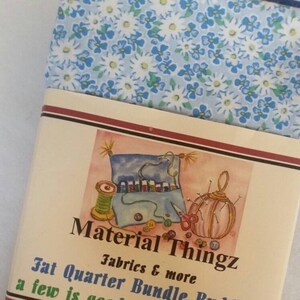 Material Thingz
Fabrics & more
Fat Quarter Bundle
a few is